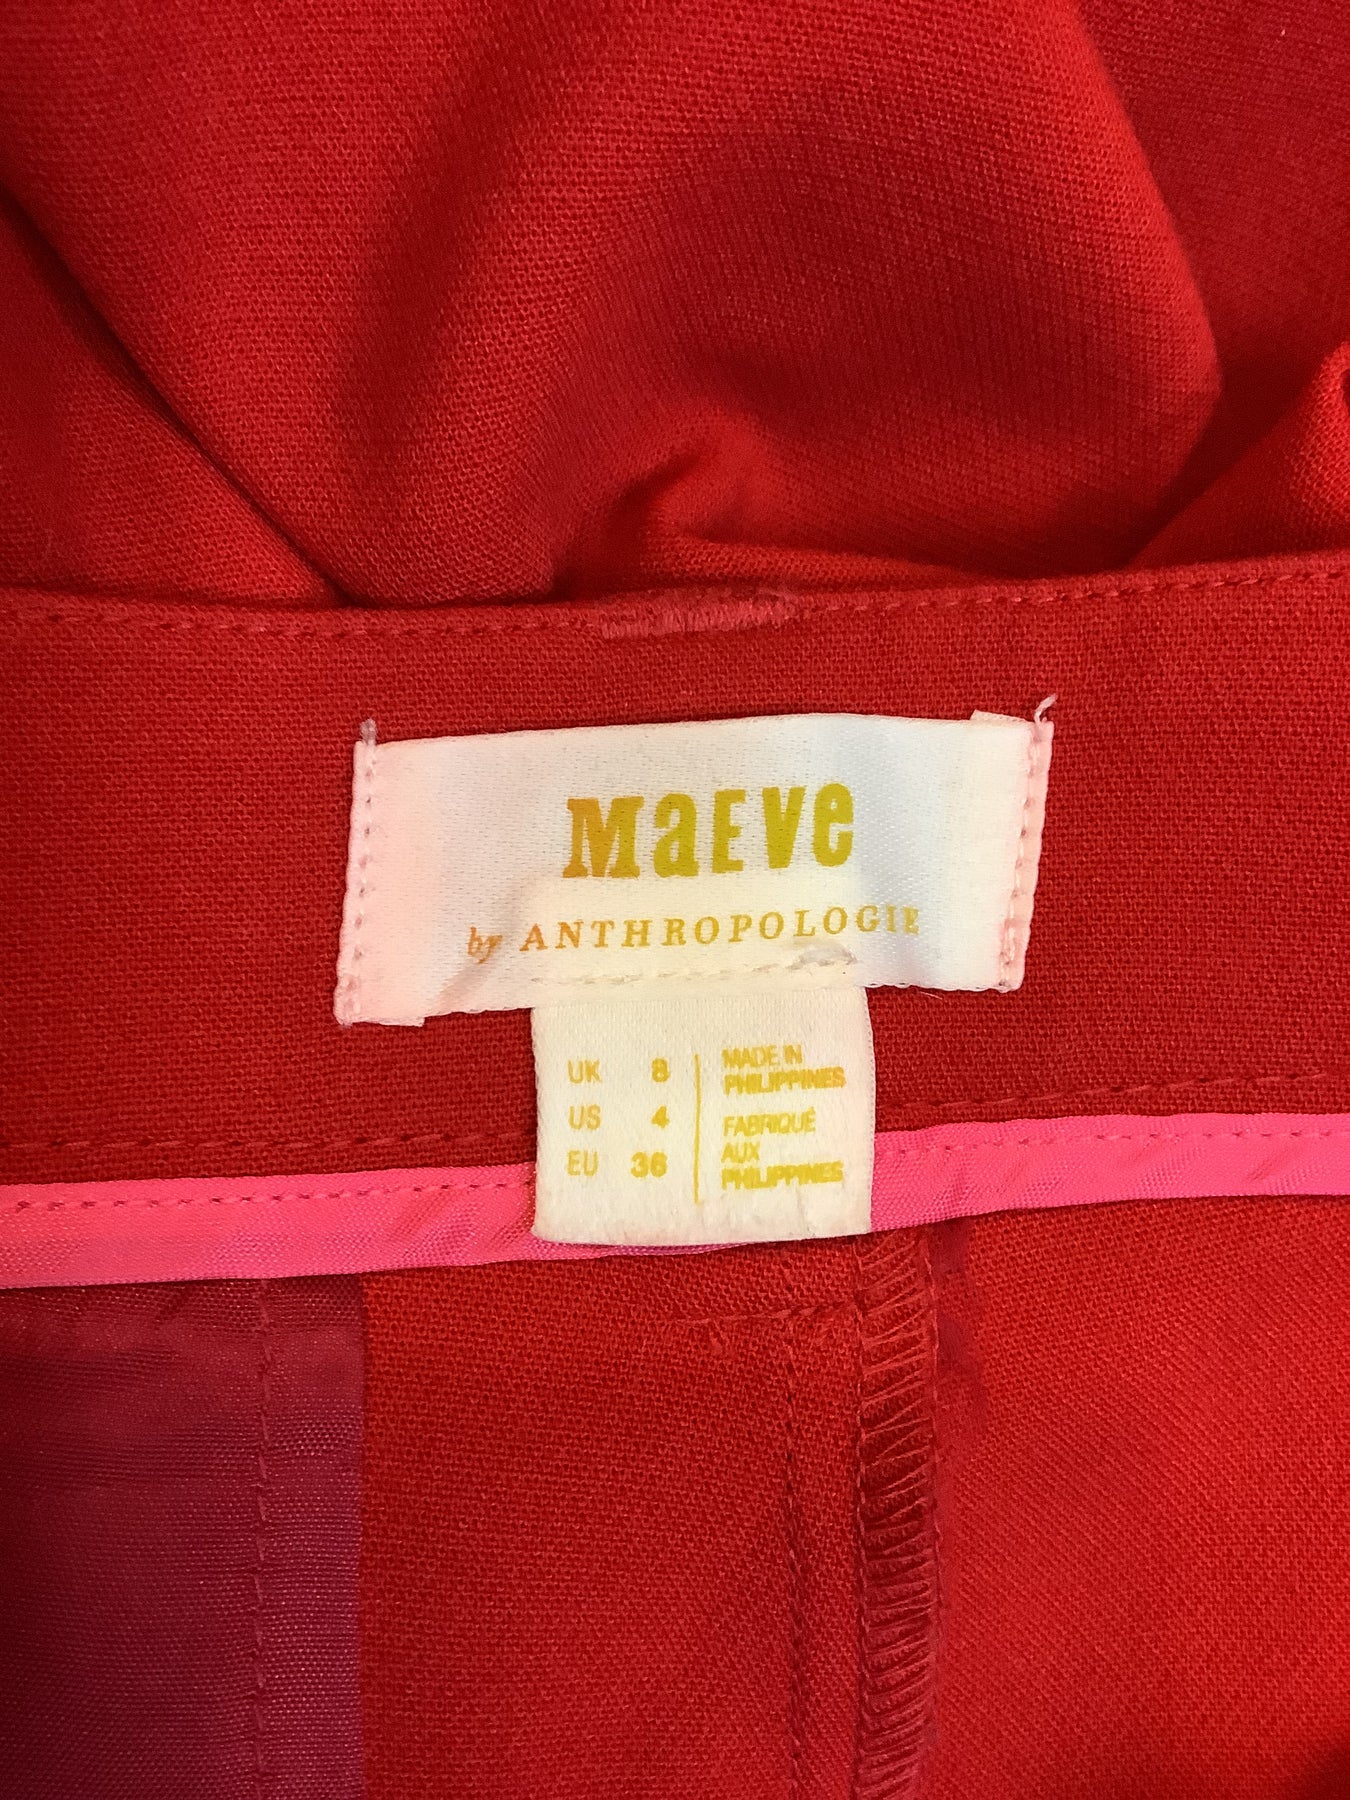 MaEVe
by ANTHROPOLOGIE
UK 8
US 4
EU 36
MADE IN
PHILIPPINES
FABRIQUÉ
AUX
PHILIPPINES